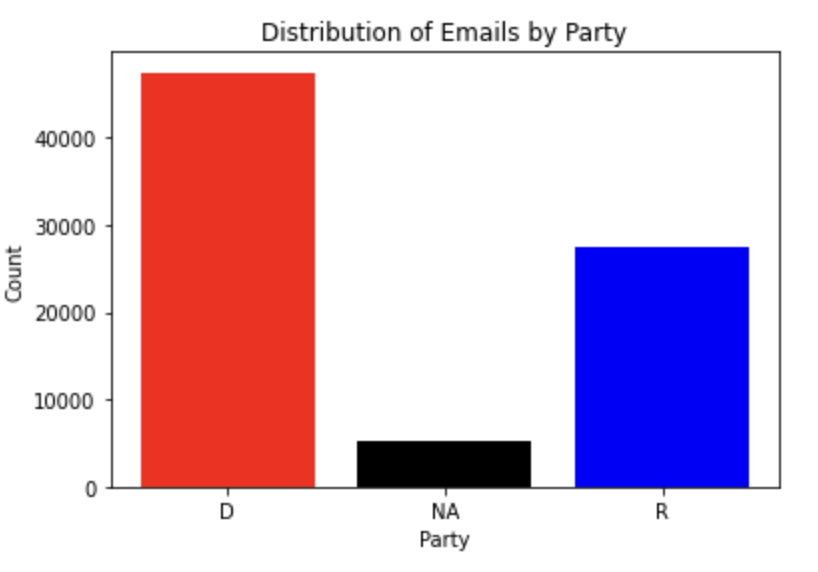 Distribution of Emails by Party
Count
40000
30000
20000
10000
0
D NA R
Party